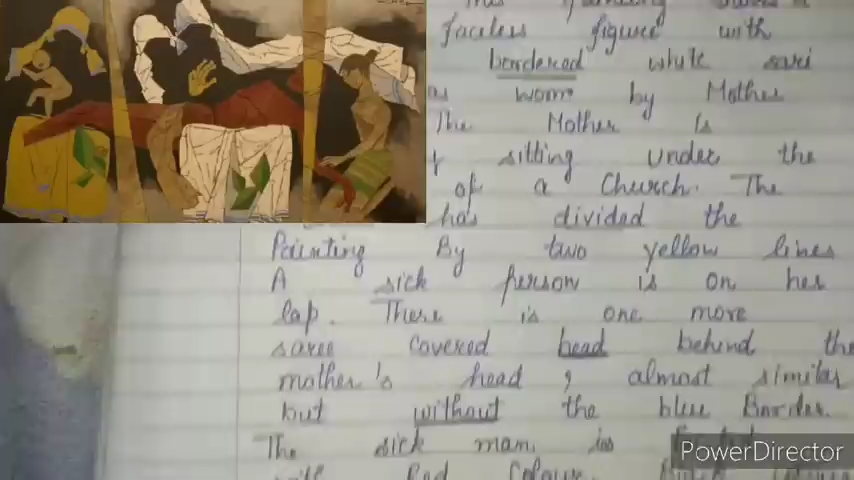 faceless figure with
bordered white sari
as worn by Mother
The Mother is
sitting under the
of a Church. The
has divided the
Painting By two yellow lines
A sick person is on her
lap. There is one more
saree covered head behind the
mother's head, almost similar
but without the blue Border.
The sick man is
Red Colour
PowerDirector